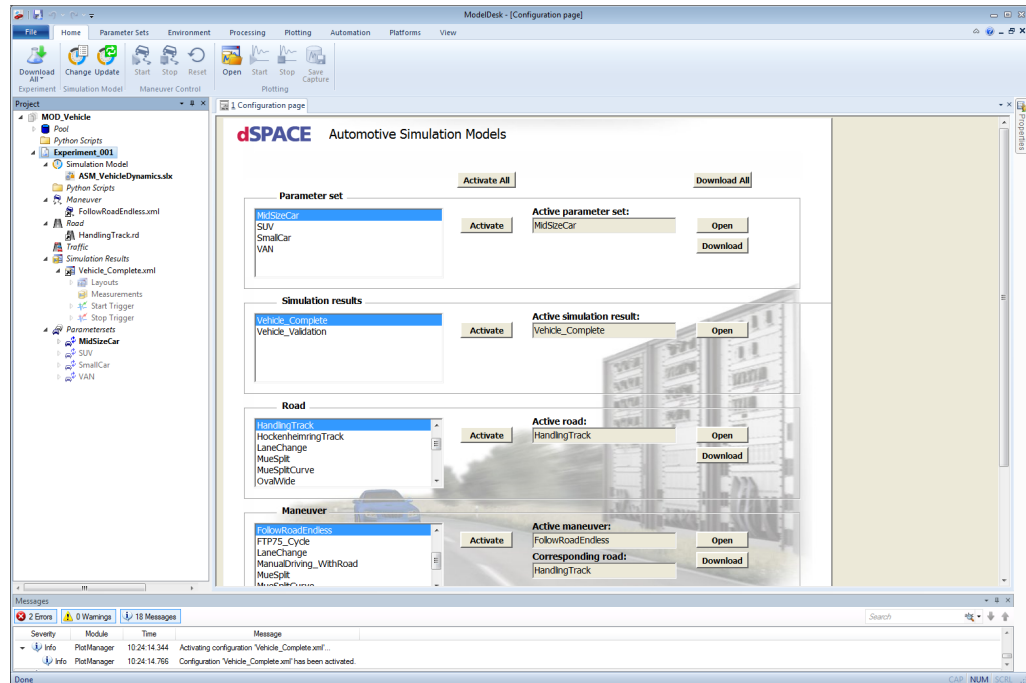 ModelDesk - [Configuration page]
File Home Parameter Sets Environment Processing Plotting Automation Platforms View
Download All Change Update Start Stop Reset Open Start Stop Save Capture
Experiment Simulation Model Maneuver Control Plotting
Project
MOD_Vehicle
Pool
Python Scripts
Experiment_001
Simulation Model
ASM_VehicleDynamics.slx
Python Scripts
Maneuver
FollowRoadEndless.xml
Road
HandlingTrack.rd
Traffic
Simulation Results
Vehicle_Complete.xml
Layouts
Measurements
Start Trigger
Stop Trigger
Parametersets
MidSizeCar
SUV
SmallCar
VAN
1 Configuration page
Properties
dSPACE Automotive Simulation Models
Activate All Download All
Parameter set
MidSizeCar
SUV
SmallCar
VAN
Activate
Active parameter set:
MidSizeCar
Open
Download
Simulation results
Vehicle_Complete
Vehicle_Validation
Activate
Active simulation result:
Vehicle_Complete
Open
Road
HandlingTrack
HockenheimringTrack
LaneChange
MueSplit
MueSplitCurve
OvalWide
Activate
Active road:
HandlingTrack
Open
Download
Maneuver
FollowRoadEndless
FTP75_Cycle
LaneChange
ManualDriving_WithRoad
MueSplit
MueSplitCurve
Activate
Active maneuver:
FollowRoadEndless
Open
Corresponding road:
HandlingTrack
Download
Messages
2 Errors 0 Warnings 18 Messages Search
Severity Module Time Message
Info PlotManager 10:24:14.344 Activating configuration 'Vehicle_Complete.xml'...
Info PlotManager 10:24:14.766 Configuration 'Vehicle_Complete.xml' has been activated.
Done CAP NUM SCRL